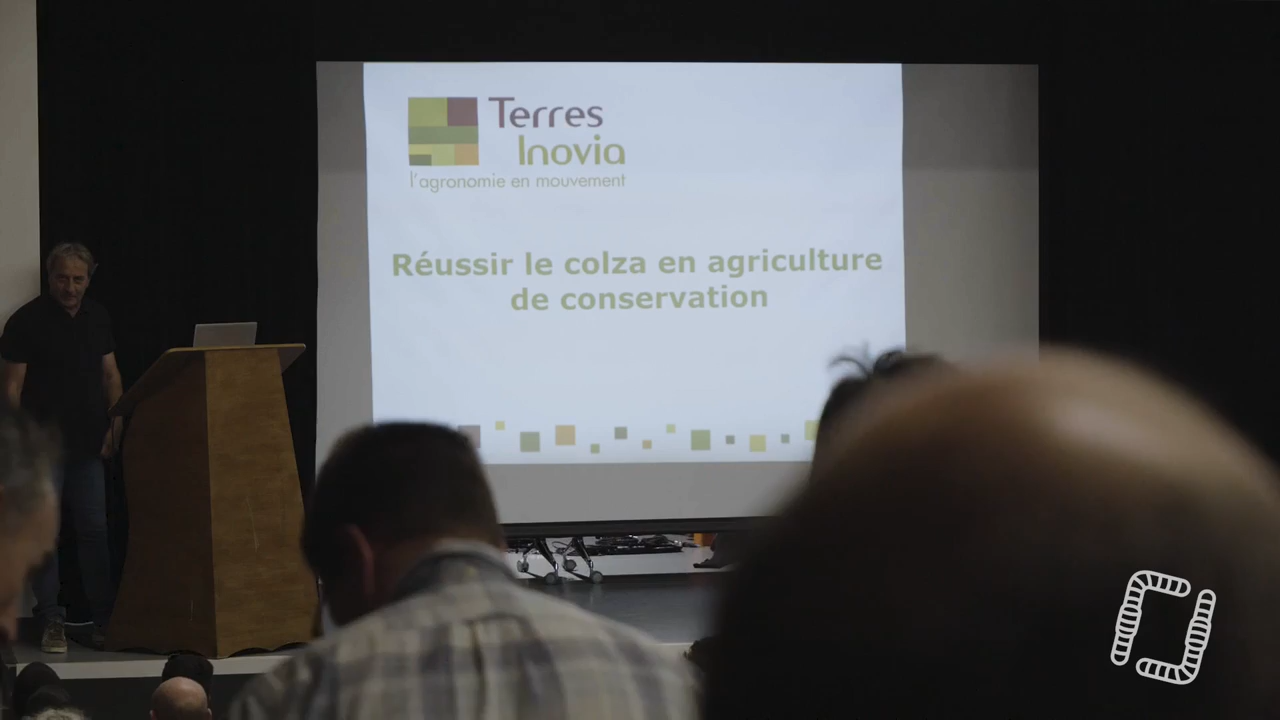 Terres
Inovia
l'agronomie en mouvement
Réussir le colza en agriculture
de conservation